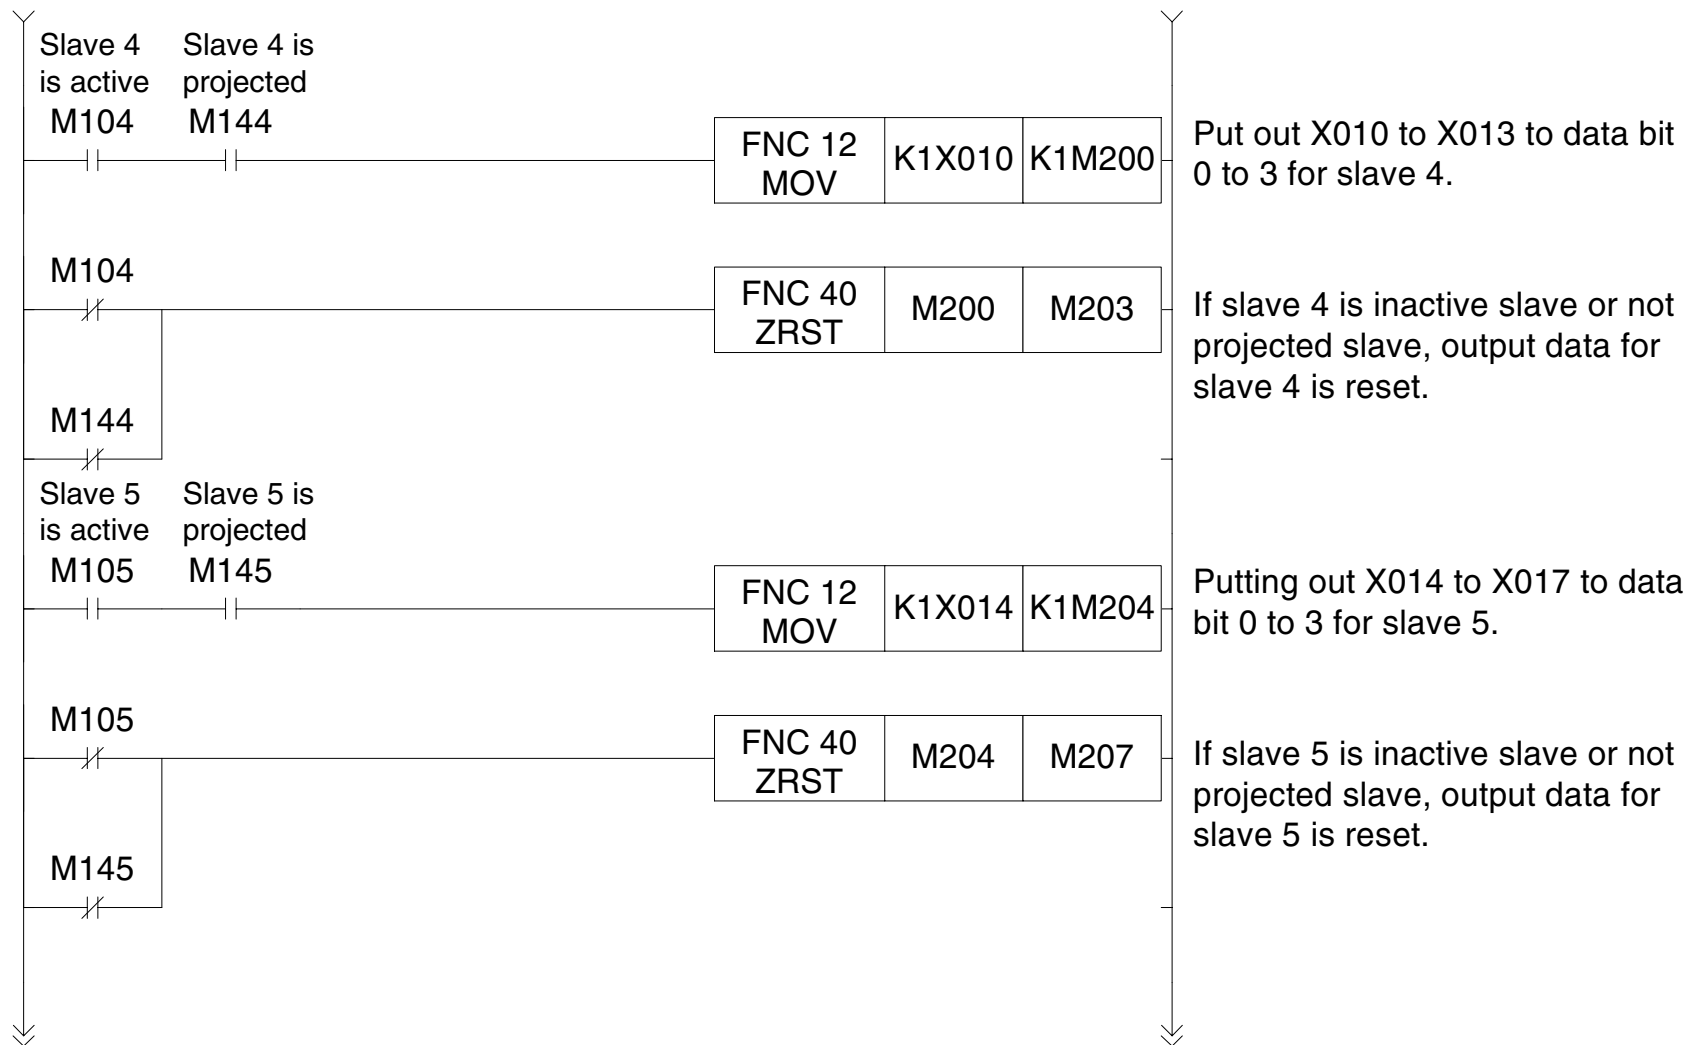 Slave 4 Slave 4 is
is active projected
M104 M144
FNC 12
MOV
K1X010 K1M200
Put out X010 to X013 to data bit
0 to 3 for slave 4.
M104
FNC 40
ZRST
M200 M203
If slave 4 is inactive slave or not
projected slave, output data for
slave 4 is reset.
M144
Slave 5 Slave 5 is
is active projected
M105 M145
FNC 12
MOV
K1X014 K1M204
Putting out X014 to X017 to data
bit 0 to 3 for slave 5.
M105
FNC 40
ZRST
M204 M207
If slave 5 is inactive slave or not
projected slave, output data for
slave 5 is reset.
M145